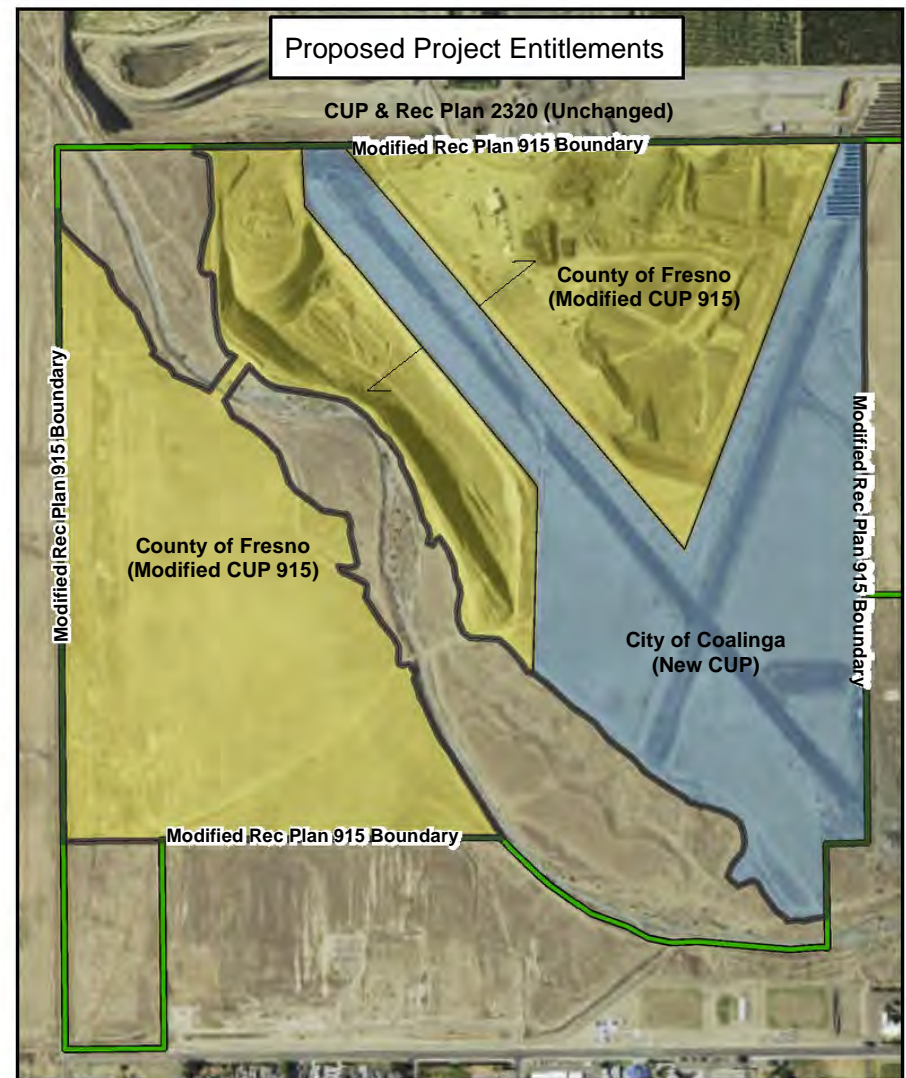 Proposed Project Entitlements
CUP & Rec Plan 2320 (Unchanged)
Modified Rec Plan 915 Boundary
County of Fresno
(Modified CUP 915)
Modified Rec Plan 915 Boundary
Modified Rec Plan 915 Boundary
County of Fresno
(Modified CUP 915)
City of Coalinga
(New CUP)
Modified Rec Plan 915 Boundary